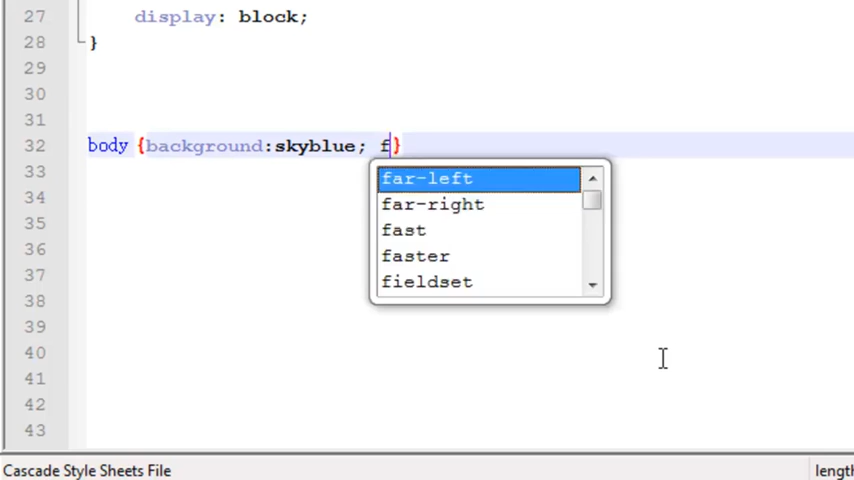 27 display: block;
28 }
29
30
31
32 body {background:skyblue; f}
33 far-left
34 far-right
35 fast
36 faster
37 fieldset
38
39
40
41
42
43
Cascade Style Sheets File length